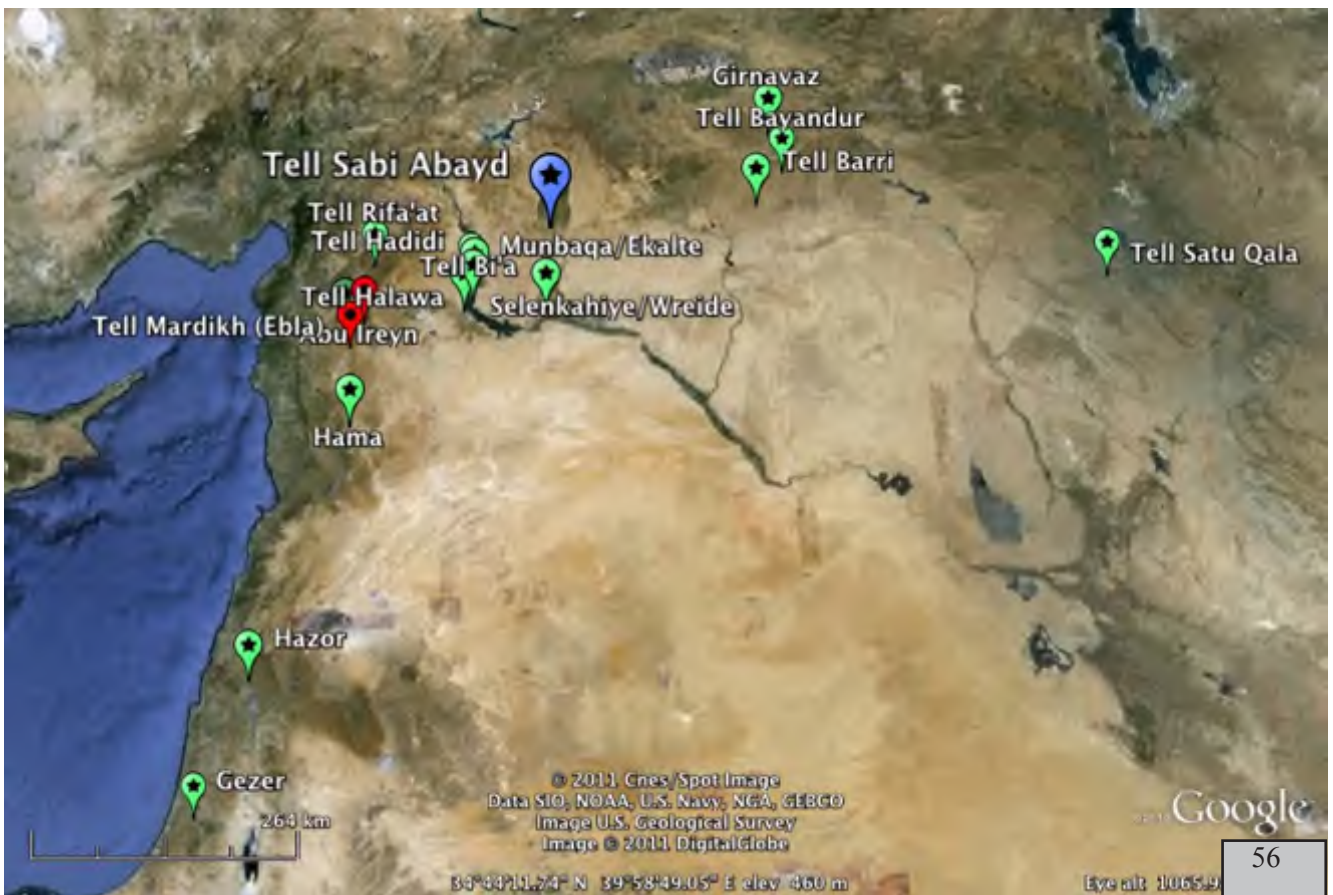 Girnavaz
Tell Bayandur
Tell Sabi Abayd
Tell Barri
Tell Rifa'at
Tell Hadidi
Munbaqa/Ekalte
Tell Satu Qala
Tell Bi'a
Tell Halawa
Selenkahiye/Wreide
Tell Mardikh (Ebla)
Abu Ireyn
Hama
Hazor
Gezer
264 km
© 2011 Cnes/Spot Image
Data SIO, NOAA, U.S. Navy, NGA, GEBCO
Image U.S. Geological Survey
Image © 2011 DigitalGlobe
Google
34°44'11.74" N 39°58'49.05" E elev 460 m
Eye alt 1065.9
56